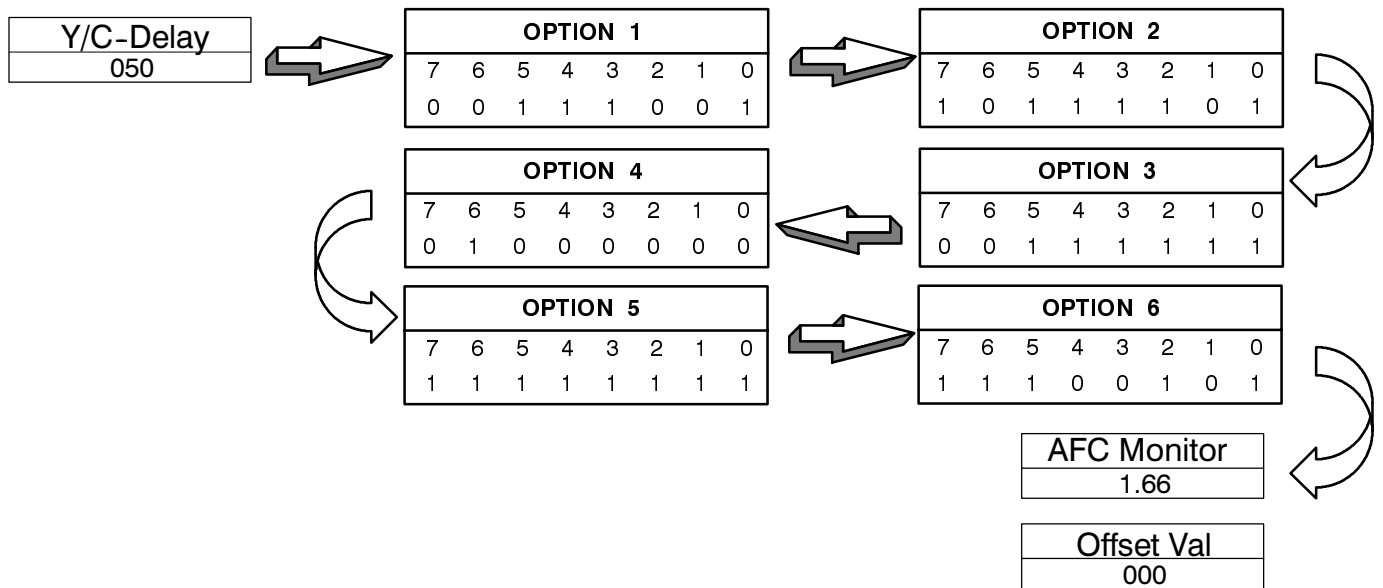 Y/C-Delay
050
OPTION 1
7 6 5 4 3 2 1 0
0 0 1 1 1 0 0 1
OPTION 2
7 6 5 4 3 2 1 0
1 0 1 1 1 1 0 1
OPTION 3
7 6 5 4 3 2 1 0
0 0 1 1 1 1 1 1
OPTION 4
7 6 5 4 3 2 1 0
0 1 0 0 0 0 0 0
OPTION 5
7 6 5 4 3 2 1 0
1 1 1 1 1 1 1 1
OPTION 6
7 6 5 4 3 2 1 0
1 1 1 0 0 1 0 1
AFC Monitor
1.66
Offset Val
000